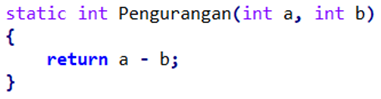 static int Pengurangan(int a, int b)
{
    return a - b;
}